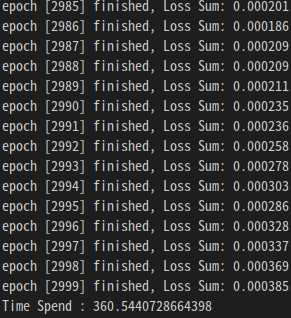 epoch [2985] finished, Loss Sum: 0.000201
epoch [2986] finished, Loss Sum: 0.000186
epoch [2987] finished, Loss Sum: 0.000209
epoch [2988] finished, Loss Sum: 0.000209
epoch [2989] finished, Loss Sum: 0.000211
epoch [2990] finished, Loss Sum: 0.000235
epoch [2991] finished, Loss Sum: 0.000236
epoch [2992] finished, Loss Sum: 0.000258
epoch [2993] finished, Loss Sum: 0.000278
epoch [2994] finished, Loss Sum: 0.000303
epoch [2995] finished, Loss Sum: 0.000286
epoch [2996] finished, Loss Sum: 0.000328
epoch [2997] finished, Loss Sum: 0.000337
epoch [2998] finished, Loss Sum: 0.000369
epoch [2999] finished, Loss Sum: 0.000385
Time Spend : 360.5440728664398